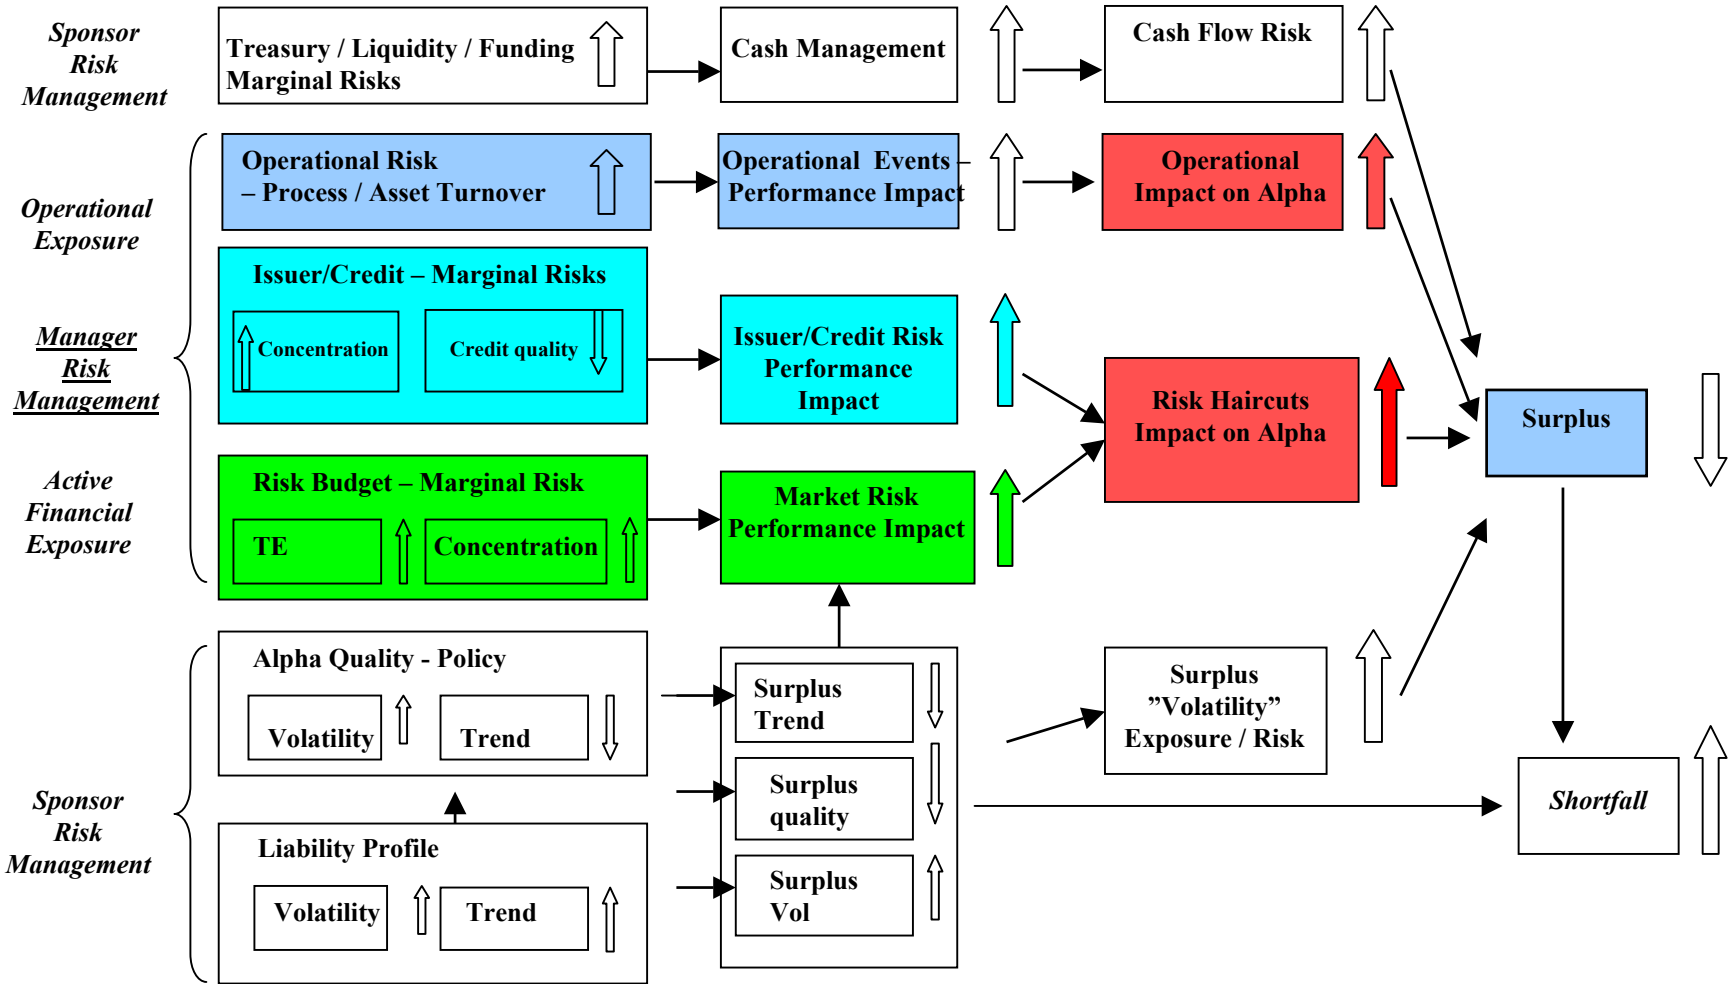 Sponsor
Risk
Management
Treasury / Liquidity / Funding
Marginal Risks
Cash Management
Cash Flow Risk
Operational
Exposure
Operational Risk
– Process / Asset Turnover
Operational Events –
Performance Impact
Operational
Impact on Alpha
Manager
Risk
Management
Issuer/Credit – Marginal Risks
Concentration
Credit quality
Issuer/Credit Risk
Performance
Impact
Risk Haircuts
Impact on Alpha
Surplus
Active
Financial
Exposure
Risk Budget – Marginal Risk
TE
Concentration
Market Risk
Performance Impact
Sponsor
Risk
Management
Alpha Quality - Policy
Volatility
Trend
Liability Profile
Volatility
Trend
Surplus
Trend
Surplus
quality
Surplus
Vol
Surplus
”Volatility”
Exposure / Risk
Shortfall